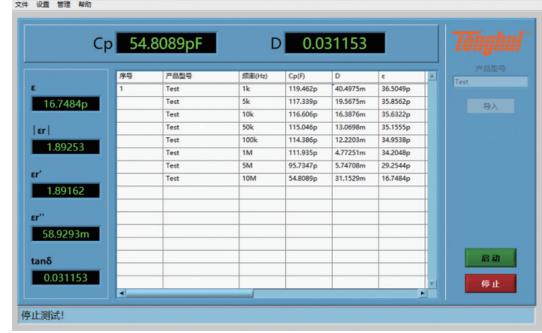 文件 设置 管理 帮助
Cp 54.8089pF D 0.031153
Tonghui
产品型号
Test
导入
启动
停止
ε
16.7484p
|εr|
1.89253
εr'
1.89162
εr''
58.9293m
tanδ
0.031153
序号 产品型号 频率(Hz) Cp(F) D ε
1 Test 1k 119.462p 40.4975m 36.5049p
Test 5k 117.339p 19.5675m 35.8562p
Test 10k 116.606p 16.3876m 35.6322p
Test 50k 115.046p 13.0698m 35.1555p
Test 100k 114.386p 12.2203m 34.9538p
Test 1M 111.935p 4.77251m 34.2048p
Test 5M 95.7347p 5.74708m 29.2544p
Test 10M 54.8089p 31.1529m 16.7484p
停止测试!